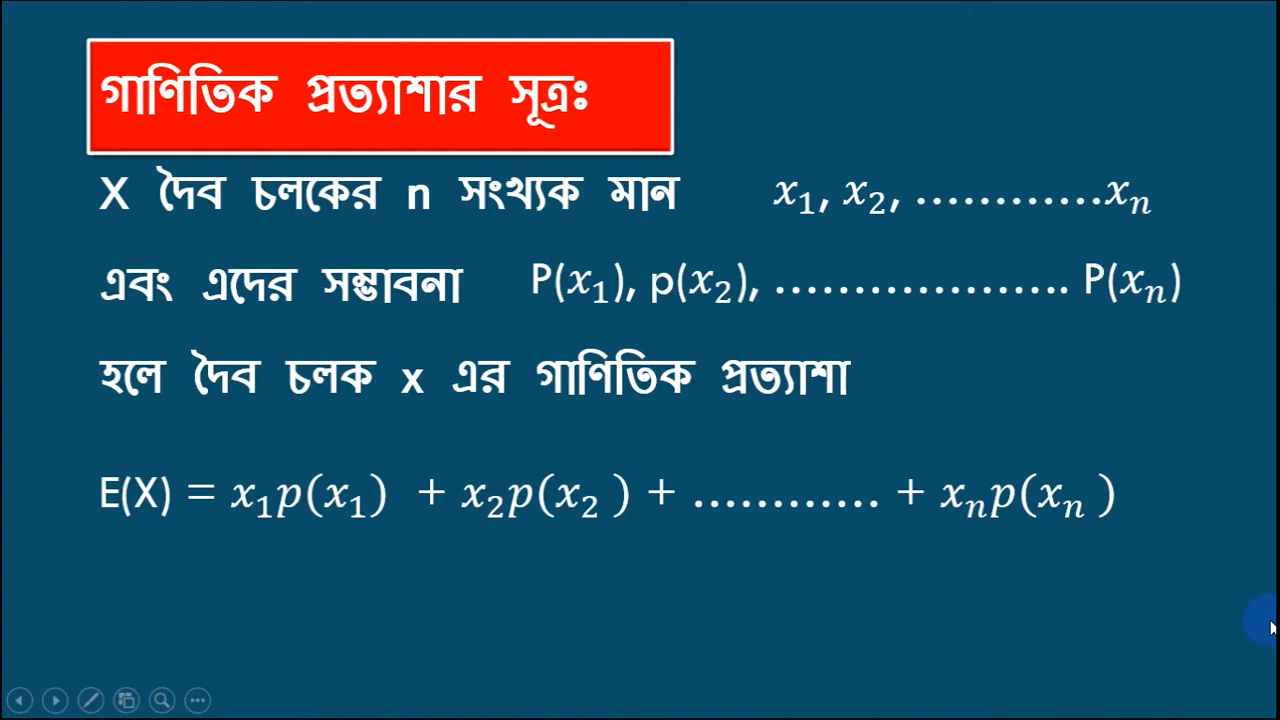 গাণিতিক প্রত্যাশার সূত্রঃ
X দৈব চলকের n সংখ্যক মান x₁, x₂, …………xₙ
এবং এদের সম্ভাবনা P(x₁), p(x₂), ………………. P(xₙ)
হলে দৈব চলক x এর গাণিতিক প্রত্যাশা
E(X) = x₁p(x₁) + x₂p(x₂ ) + ………… + xₙp(xₙ )